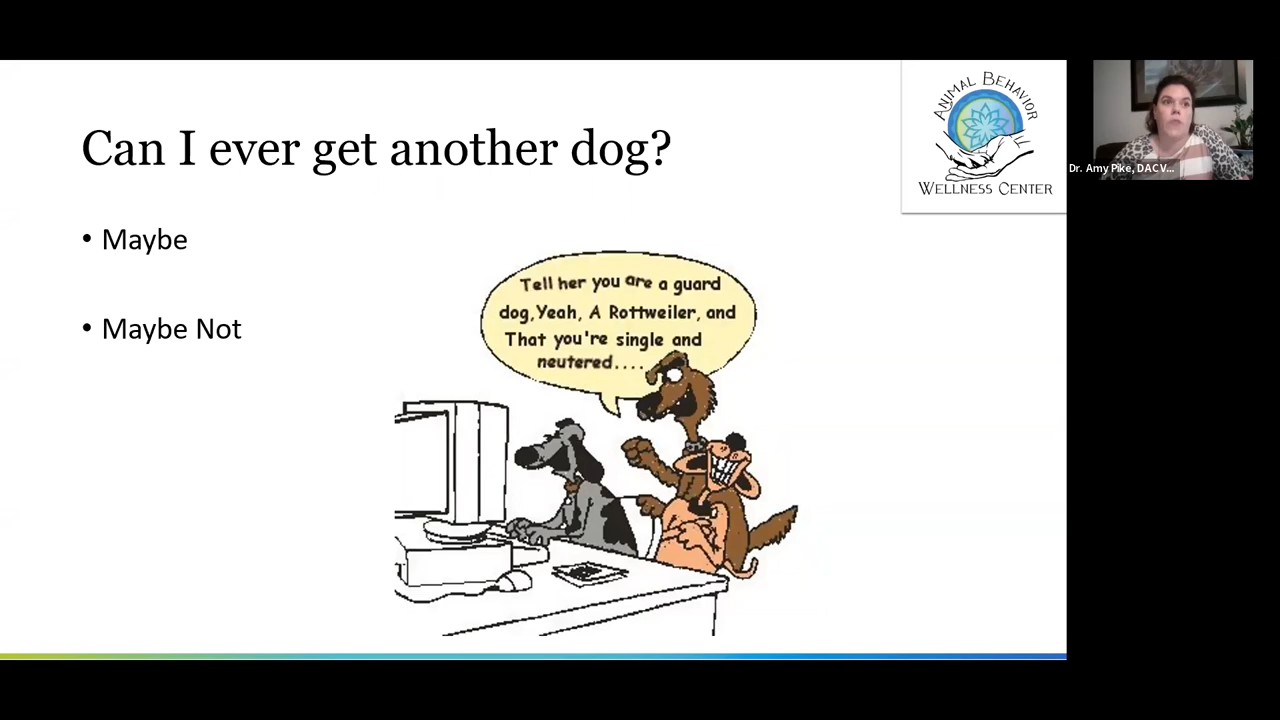 Can I ever get another dog?
• Maybe
• Maybe Not
Tell her you are a guard
dog,Yeah, A Rottweiler, and
That you're single and
neutered....
ANIMAL BEHAVIOR
WELLNESS CENTER
Dr. Amy Pike, DACV...